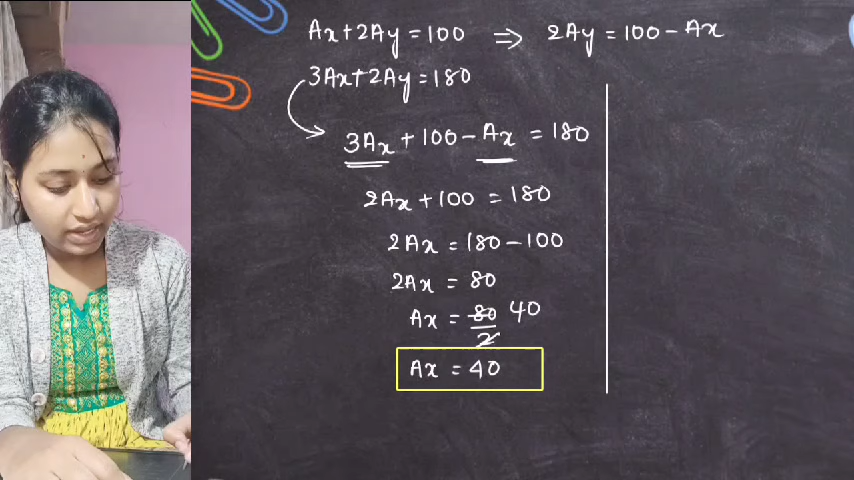 Ax+2Ay=100 ⇒ 2Ay=100-Ax
3Ax+2Ay=180
3Ax+100-Ax=180
2Ax+100=180
2Ax=180-100
2Ax=80
Ax=80/2 40
Ax=40